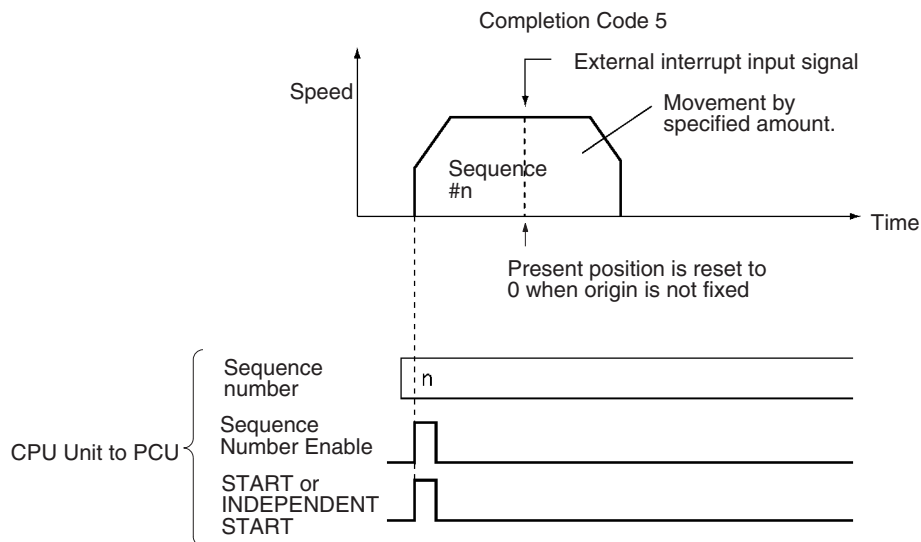 Completion Code 5
External interrupt input signal
Speed
Movement by
specified amount.
Sequence
#n
Time
Present position is reset to
0 when origin is not fixed
Sequence
number
n
Sequence
Number Enable
CPU Unit to PCU
START or
INDEPENDENT
START